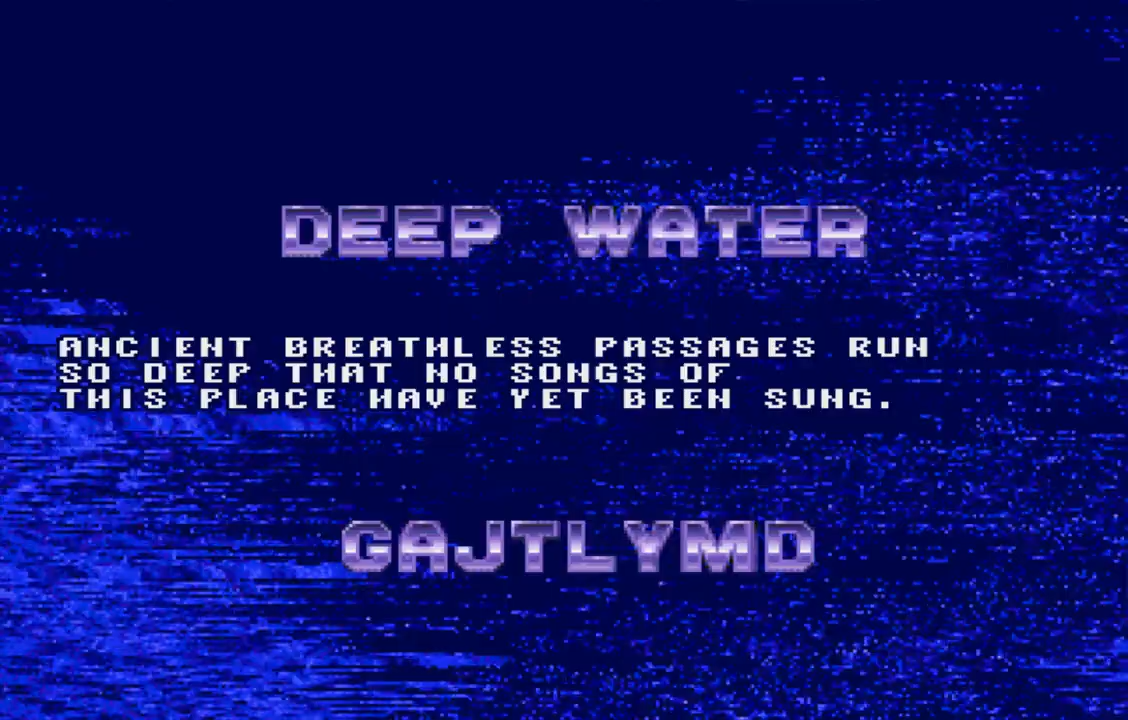 DEEP WATER
ANCIENT BREATHLESS PASSAGES RUN
SO DEEP THAT NO SONGS OF
THIS PLACE HAVE YET BEEN SUNG.
GAJTLYMD